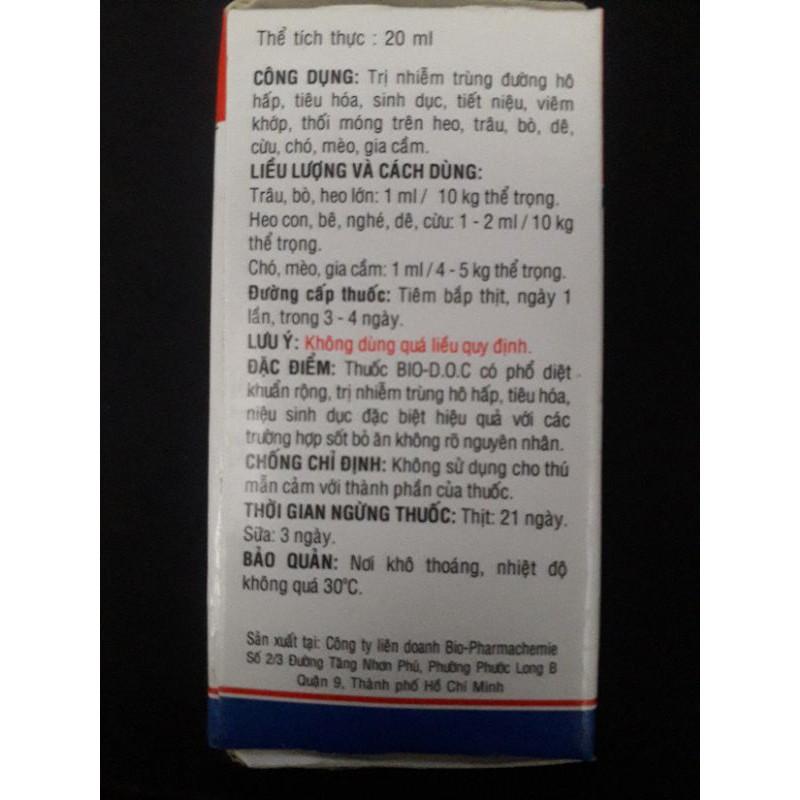 Thể tích thực : 20 ml
CÔNG DỤNG: Trị nhiễm trùng đường hô
hấp, tiêu hóa, sinh dục, tiết niệu, viêm
khớp, thối móng trên heo, trâu, bò, dê,
cừu, chó, mèo, gia cầm.
LIỀU LƯỢNG VÀ CÁCH DÙNG:
Trâu, bò, heo lớn: 1 ml / 10 kg thể trọng.
Heo con, bê, nghé, dê, cừu: 1 - 2 ml / 10 kg
thể trọng.
Chó, mèo, gia cầm: 1 ml / 4 - 5 kg thể trọng.
Đường cấp thuốc: Tiêm bắp thịt, ngày 1
lần, trong 3 - 4 ngày.
LƯU Ý: Không dùng quá liều quy định.
ĐẶC ĐIỂM: Thuốc BIO-D.O.C có phổ diệt
khuẩn rộng, trị nhiễm trùng hô hấp, tiêu hóa,
niệu sinh dục đặc biệt hiệu quả với các
trường hợp sốt bỏ ăn không rõ nguyên nhân.
CHỐNG CHỈ ĐỊNH: Không sử dụng cho thú
mẫn cảm với thành phần của thuốc.
THỜI GIAN NGỪNG THUỐC: Thịt: 21 ngày.
Sữa: 3 ngày.
BẢO QUẢN: Nơi khô thoáng, nhiệt độ
không quá 30°C.
Sản xuất tại: Công ty liên doanh Bio-Pharmachemie
Số 2/3 Đường Tăng Nhơn Phú, Phường Phước Long B
Quận 9, Thành phố Hồ Chí Minh